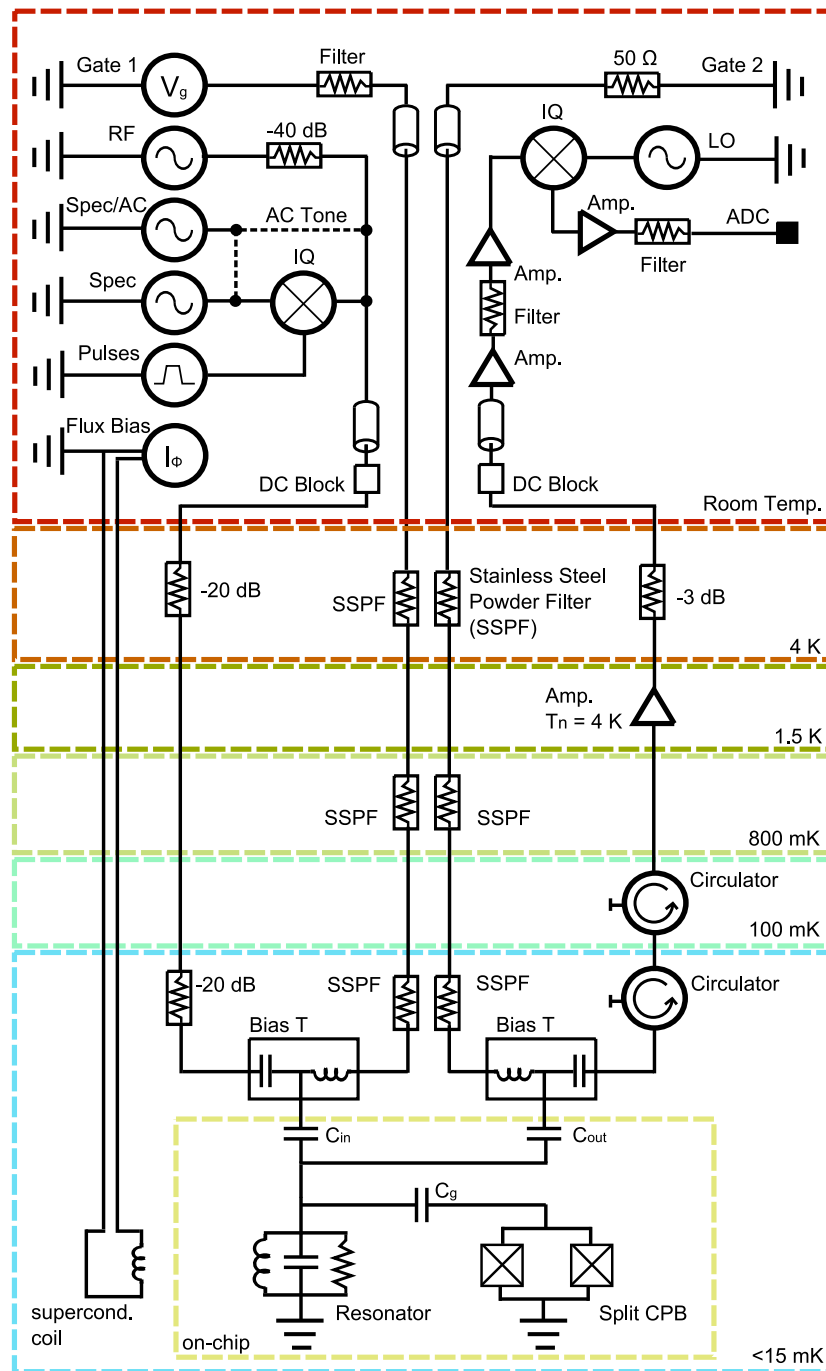 Gate 1
V_g
Filter
50 Ω
Gate 2
RF
-40 dB
IQ
LO
Spec/AC
AC Tone
Amp.
ADC
Filter
Spec
IQ
Amp.
Filter
Pulses
Amp.
Flux Bias
I_Φ
DC Block
DC Block
Room Temp.
-20 dB
SSPF
Stainless Steel
Powder Filter
(SSPF)
-3 dB
4 K
Amp.
Tn = 4 K
1.5 K
SSPF
SSPF
800 mK
Circulator
100 mK
-20 dB
SSPF
SSPF
Circulator
Bias T
Bias T
Cin
Cout
Cg
supercond.
coil
Resonator
Split CPB
on-chip
<15 mK